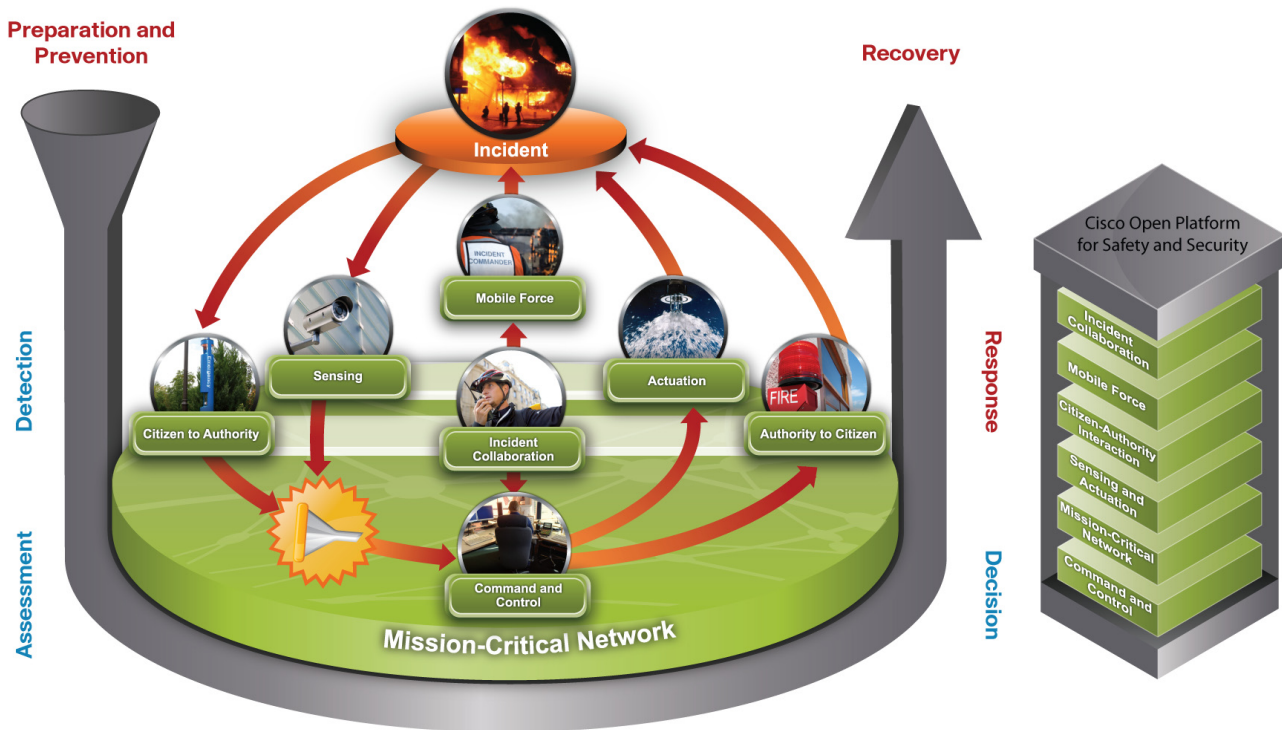 Preparation and
Prevention
Recovery
Incident
INCIDENT
COMMANDER
Mobile Force
Cisco Open Platform
for Safety and Security
Sensing
Actuation
FIRE
Citizen to Authority
Incident
Collaboration
Authority to Citizen
Command and
Control
Mission-Critical Network
Detection
Assessment
Response
Decision
Incident
Collaboration
Mobile Force
Citizen-Authority
Interaction
Sensing and
Actuation
Mission-Critical
Network
Command and
Control